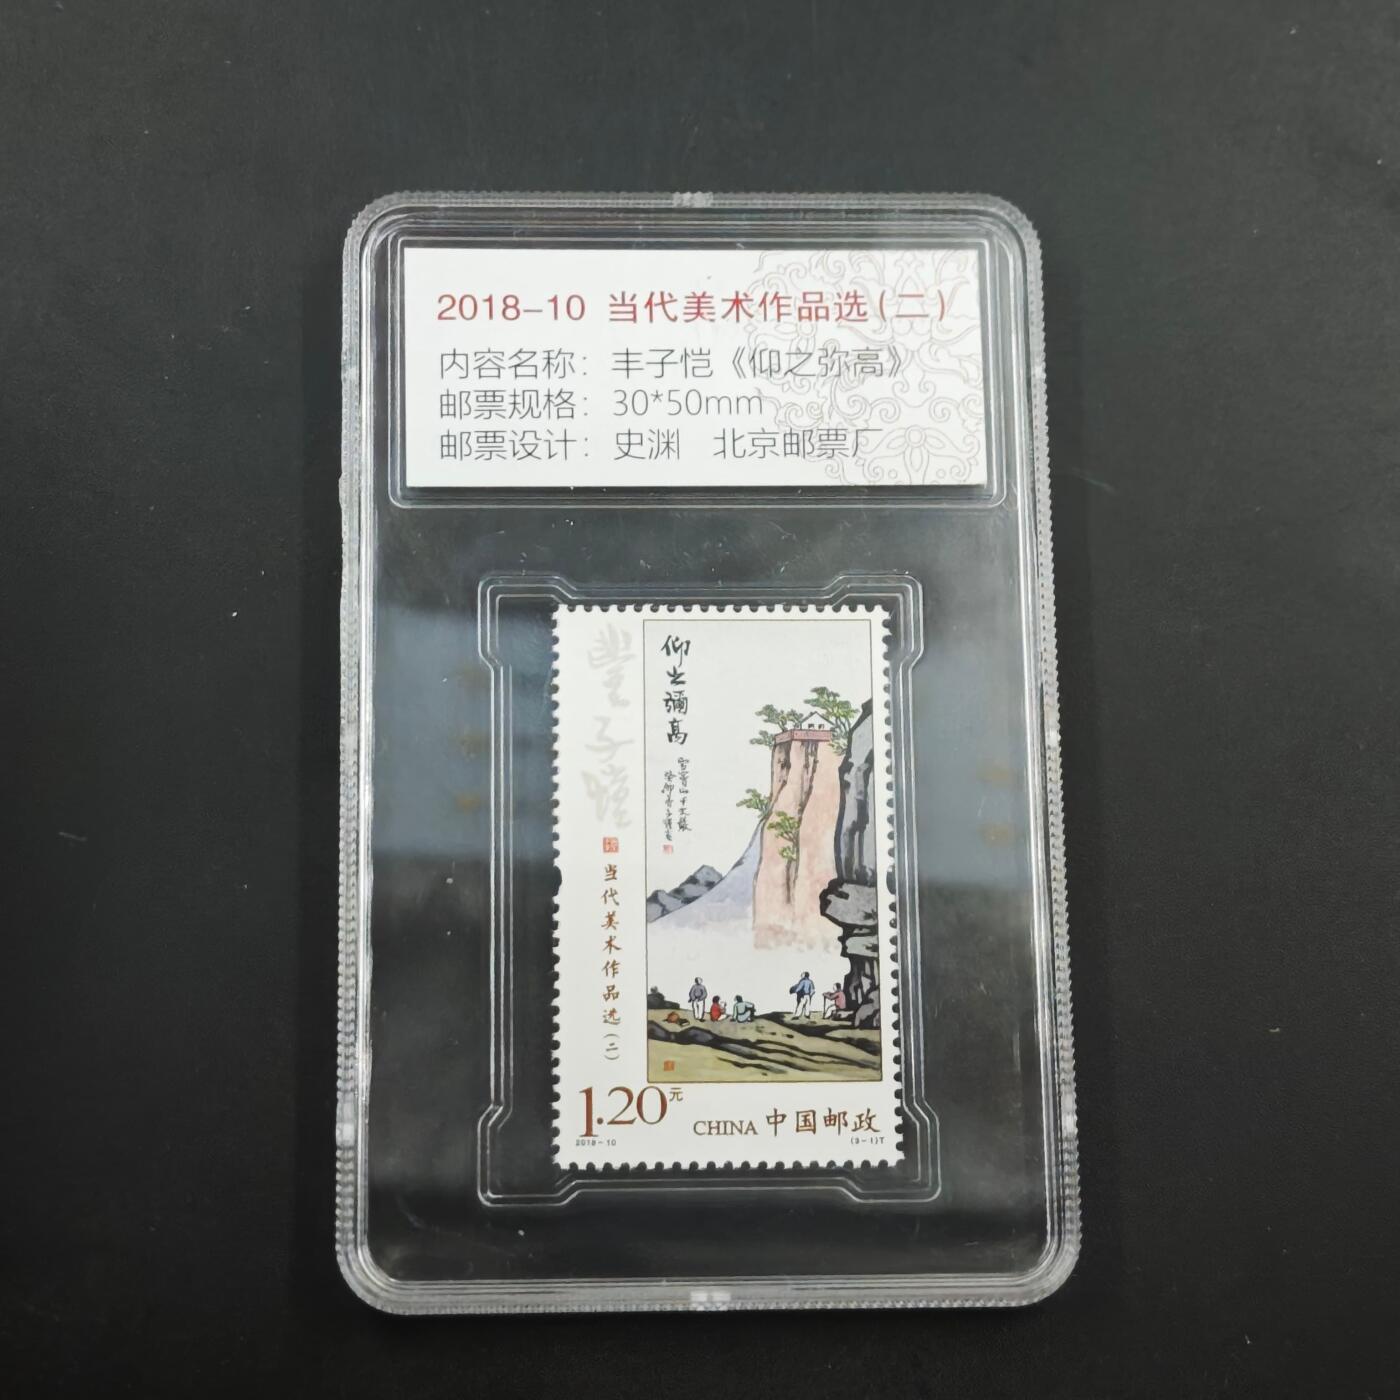 2018-10 当代美术作品选(二)
内容名称: 丰子恺《仰之弥高》
邮票规格: 30*50mm
邮票设计: 史渊 北京邮票厂
豐子愷
当代美术作品选(二)
仰之彌高
1.20元
2018-10
CHINA 中国邮政
(3-1)T